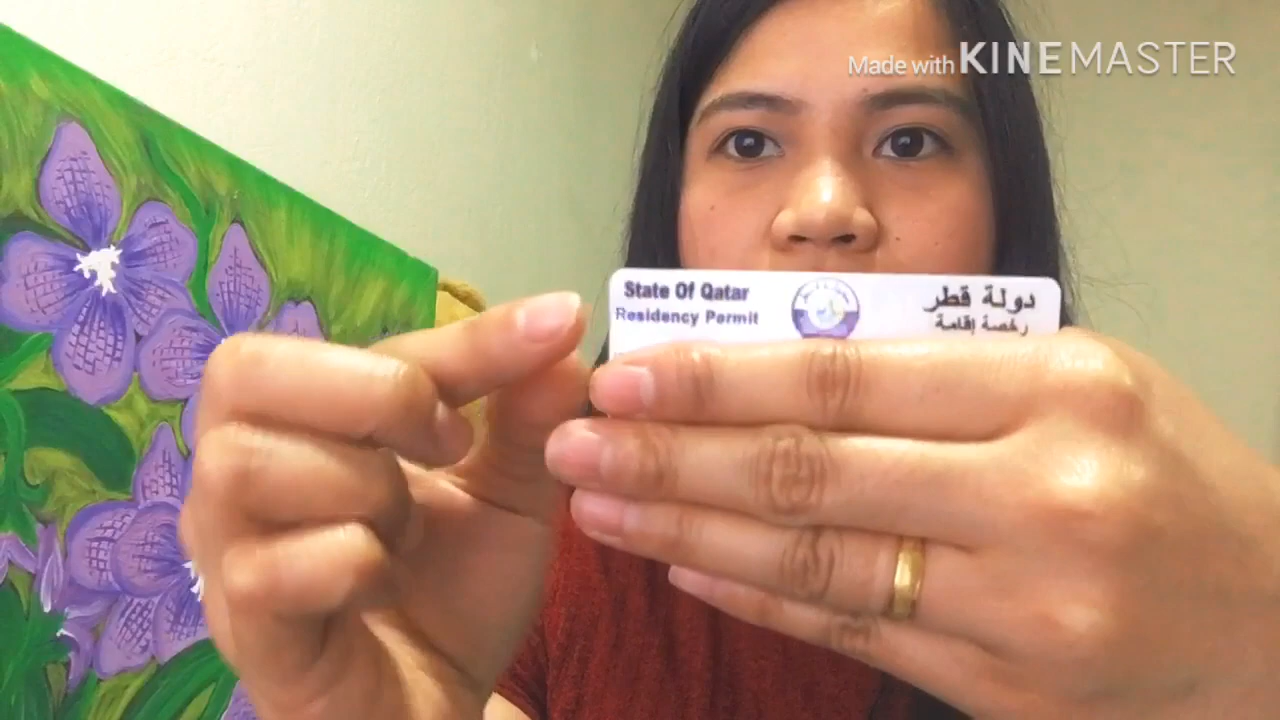 Made with KINEMASTER
State Of Qatar
Residency Permit
دولة قطر
رخصة إقامة